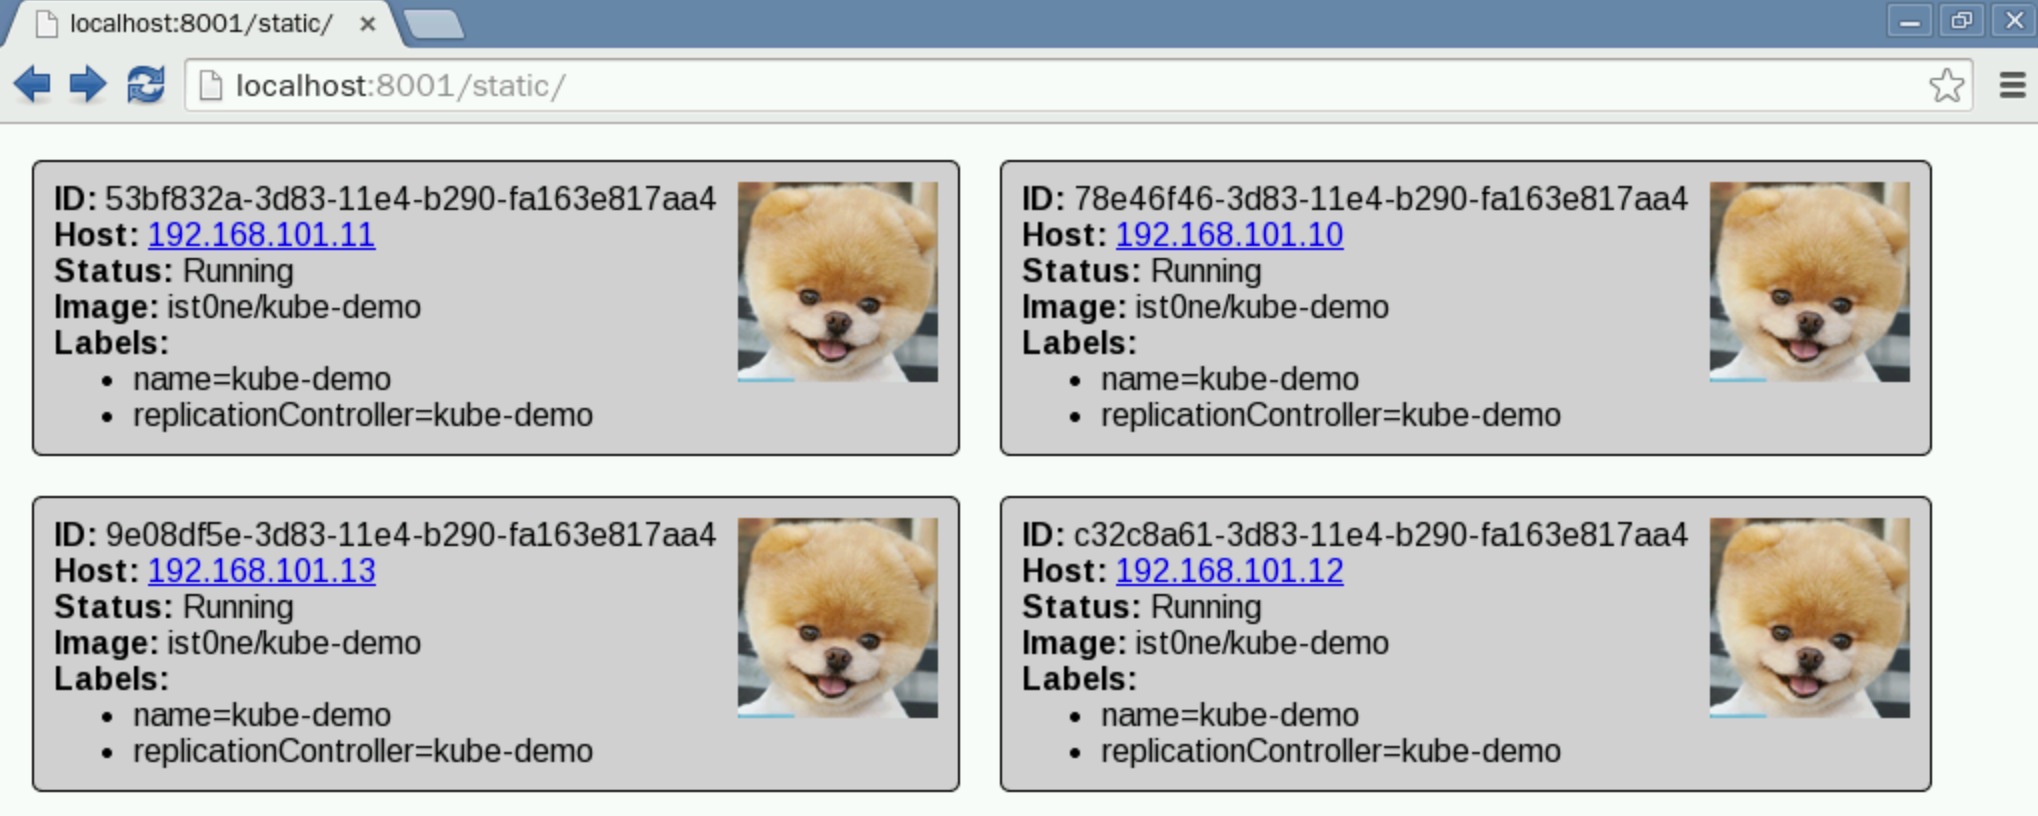 localhost:8001/static/
localhost:8001/static/
ID: 53bf832a-3d83-11e4-b290-fa163e817aa4
Host: 192.168.101.11
Status: Running
Image: ist0ne/kube-demo
Labels:
• name=kube-demo
• replicationController=kube-demo
ID: 78e46f46-3d83-11e4-b290-fa163e817aa4
Host: 192.168.101.10
Status: Running
Image: ist0ne/kube-demo
Labels:
• name=kube-demo
• replicationController=kube-demo
ID: 9e08df5e-3d83-11e4-b290-fa163e817aa4
Host: 192.168.101.13
Status: Running
Image: ist0ne/kube-demo
Labels:
• name=kube-demo
• replicationController=kube-demo
ID: c32c8a61-3d83-11e4-b290-fa163e817aa4
Host: 192.168.101.12
Status: Running
Image: ist0ne/kube-demo
Labels:
• name=kube-demo
• replicationController=kube-demo